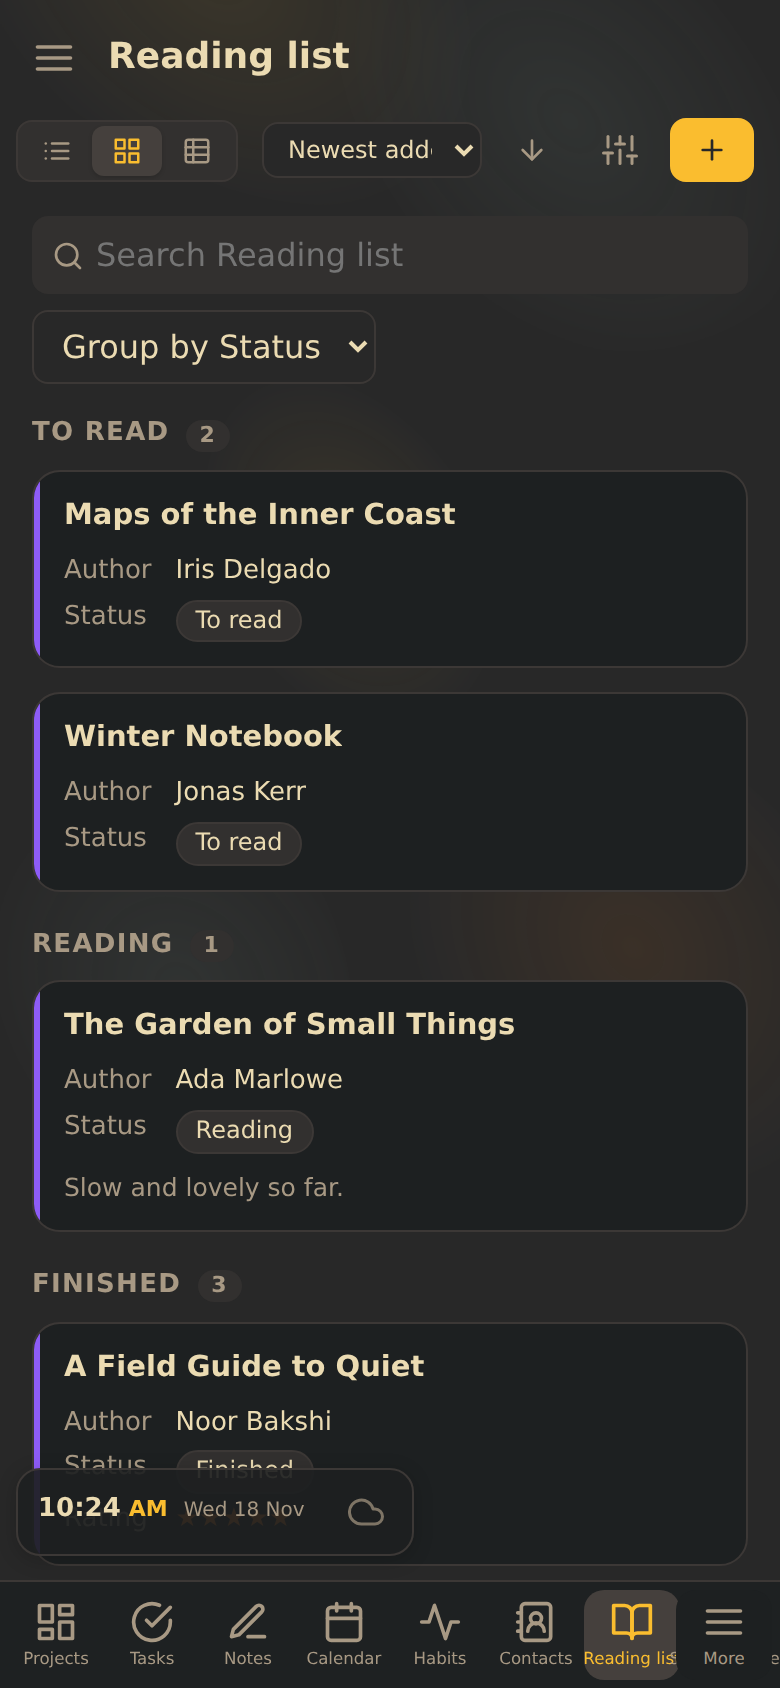 Reading list
Newest add
Search Reading list
Group by Status
TO READ 2
Maps of the Inner Coast
Author Iris Delgado
Status To read
Winter Notebook
Author Jonas Kerr
Status To read
READING 1
The Garden of Small Things
Author Ada Marlowe
Status Reading
Slow and lovely so far.
FINISHED 3
A Field Guide to Quiet
Author Noor Bakshi
Status Finished
Rating ★★★★★
10:24 AM Wed 18 Nov
Projects Tasks Notes Calendar Habits Contacts Reading lis More